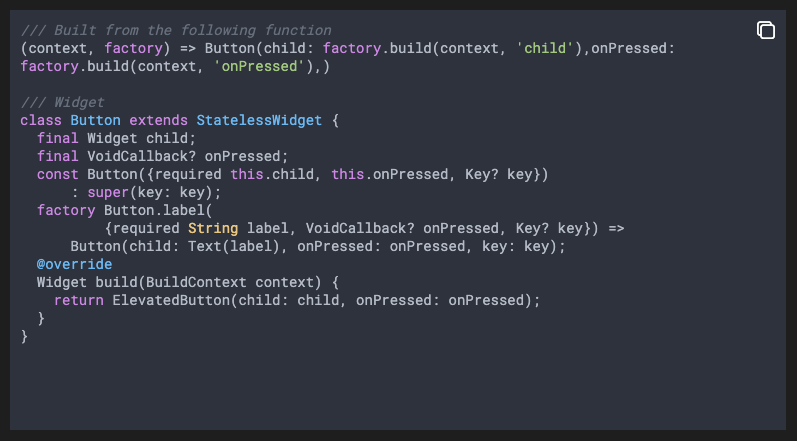 /// Built from the following function
(context, factory) => Button(child: factory.build(context, 'child'),onPressed:
factory.build(context, 'onPressed'),)
/// Widget
class Button extends StatelessWidget {
  final Widget child;
  final VoidCallback? onPressed;
  const Button({required this.child, this.onPressed, Key? key})
      : super(key: key);
  factory Button.label(
          {required String label, VoidCallback? onPressed, Key? key}) =>
      Button(child: Text(label), onPressed: onPressed, key: key);
  @override
  Widget build(BuildContext context) {
    return ElevatedButton(child: child, onPressed: onPressed);
  }
}